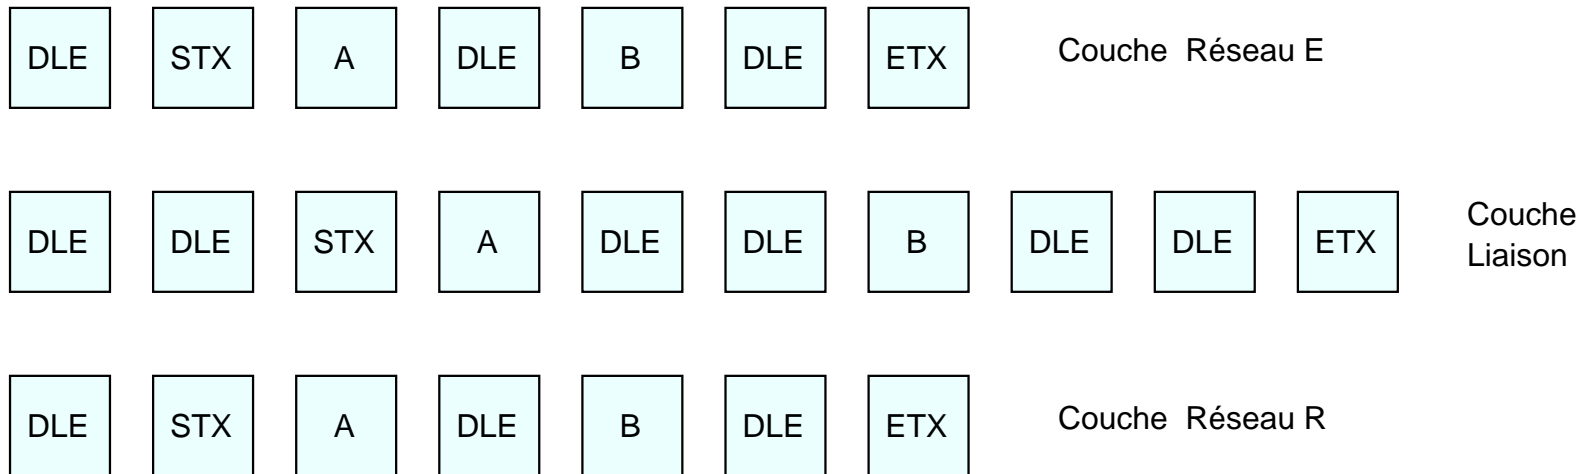 DLE STX A DLE B DLE ETX Couche Réseau E
DLE DLE STX A DLE DLE B DLE DLE ETX Couche
Liaison
DLE STX A DLE B DLE ETX Couche Réseau R